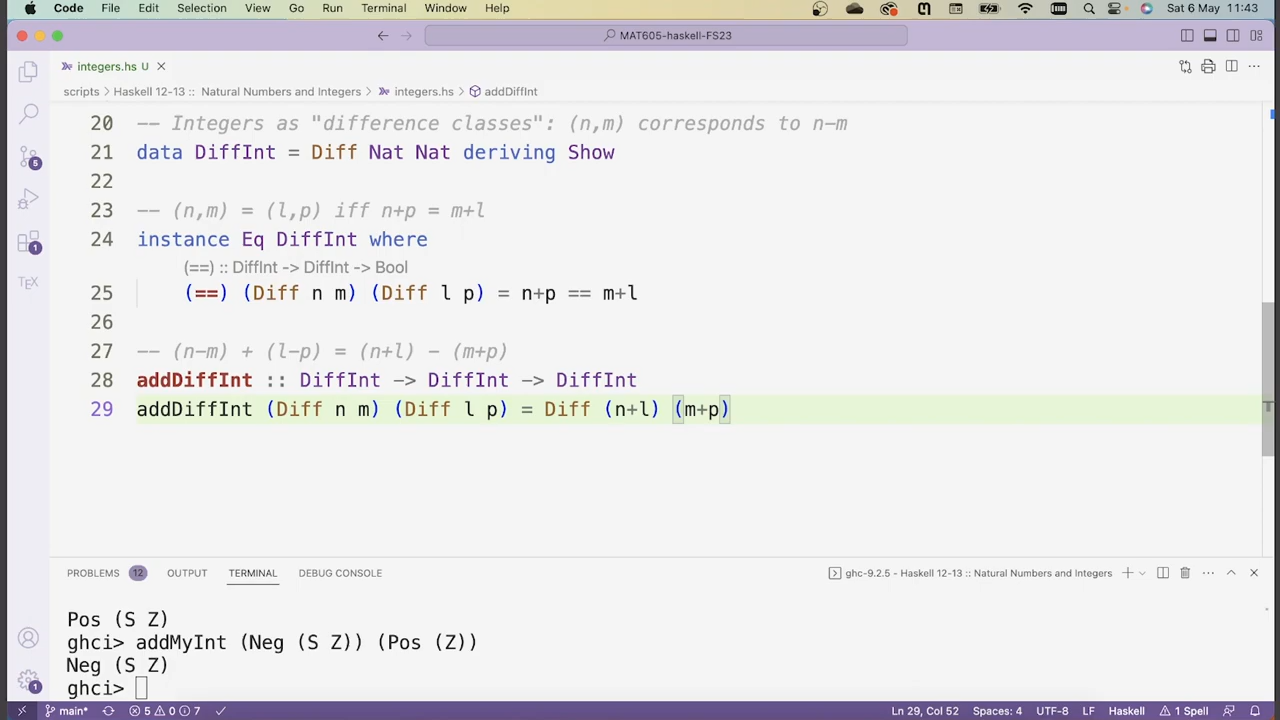 Code File Edit Selection View Go Run Terminal Window Help Sat 6 May 11:43
MAT605-haskell-FS23
integers.hs U
scripts > Haskell 12-13 :: Natural Numbers and Integers > integers.hs > addDiffInt
20 -- Integers as "difference classes": (n,m) corresponds to n-m
21 data DiffInt = Diff Nat Nat deriving Show
22
23 -- (n,m) = (l,p) iff n+p = m+l
24 instance Eq DiffInt where
(==) :: DiffInt -> DiffInt -> Bool
25 (==) (Diff n m) (Diff l p) = n+p == m+l
26
27 -- (n-m) + (l-p) = (n+l) - (m+p)
28 addDiffInt :: DiffInt -> DiffInt -> DiffInt
29 addDiffInt (Diff n m) (Diff l p) = Diff (n+l) (m+p)
5
1
TEX
PROBLEMS 12 OUTPUT TERMINAL DEBUG CONSOLE ghc-9.2.5 - Haskell 12-13 :: Natural Numbers and Integers
Pos (S Z)
ghci> addMyInt (Neg (S Z)) (Pos (Z))
Neg (S Z)
ghci>
1
main* 5 0 7 Ln 29, Col 52 Spaces: 4 UTF-8 LF Haskell 1 Spell